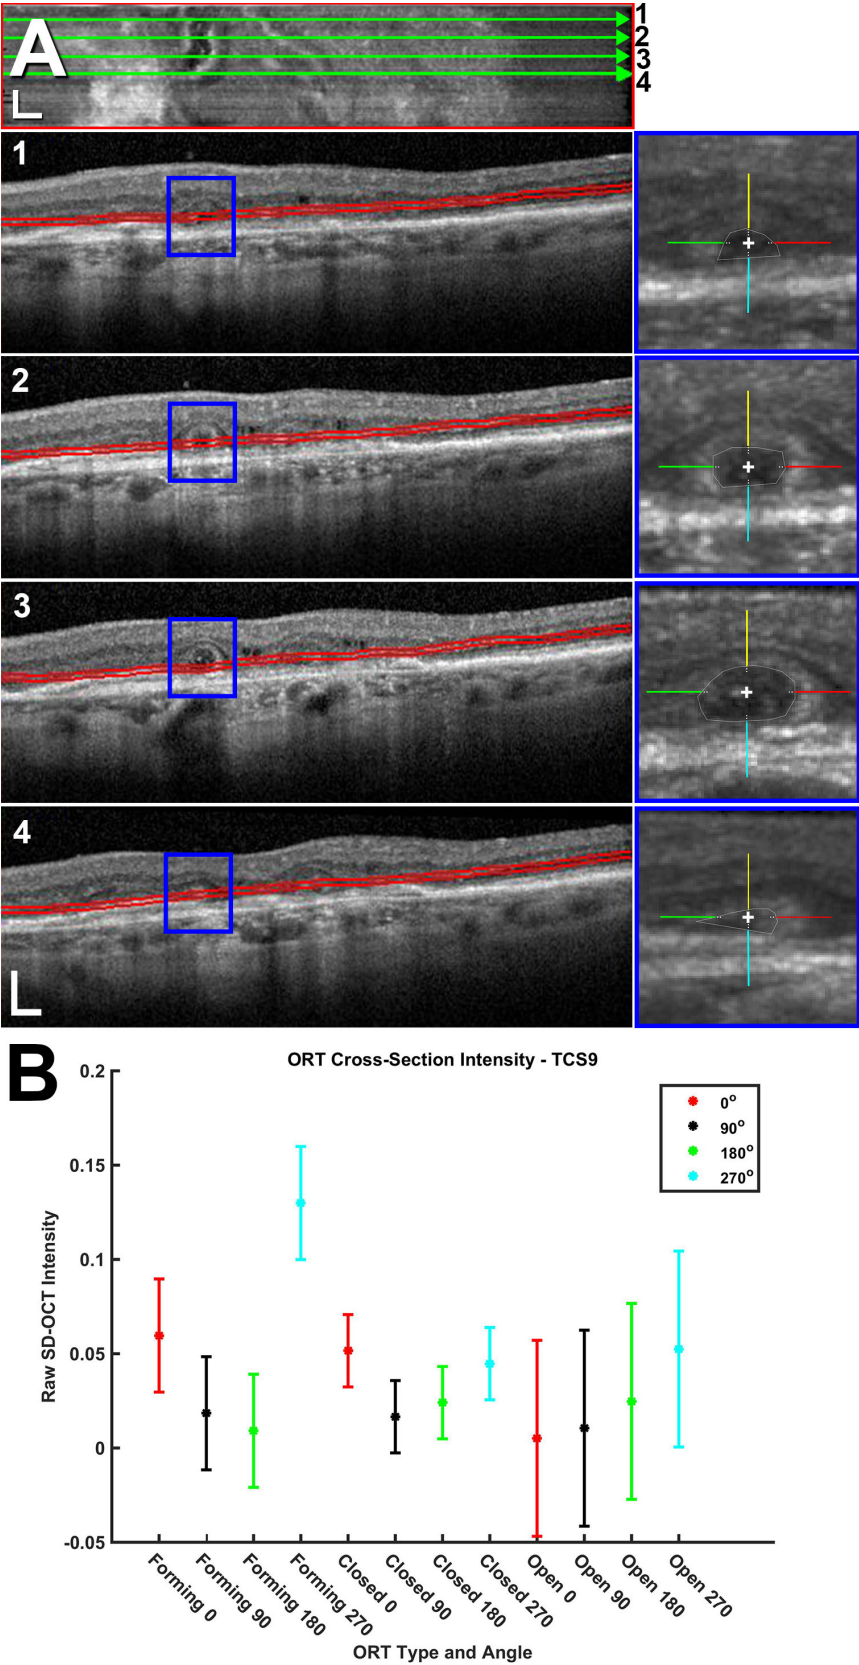 A
1
2
3
4
1
2
3
4
B
ORT Cross-Section Intensity - TCS9
Raw SD-OCT Intensity
0.2
0.15
0.1
0.05
0
-0.05
0°
90°
180°
270°
Forming 0
Forming 90
Forming 180
Forming 270
Closed 0
Closed 90
Closed 180
Closed 270
Open 0
Open 90
Open 180
Open 270
ORT Type and Angle